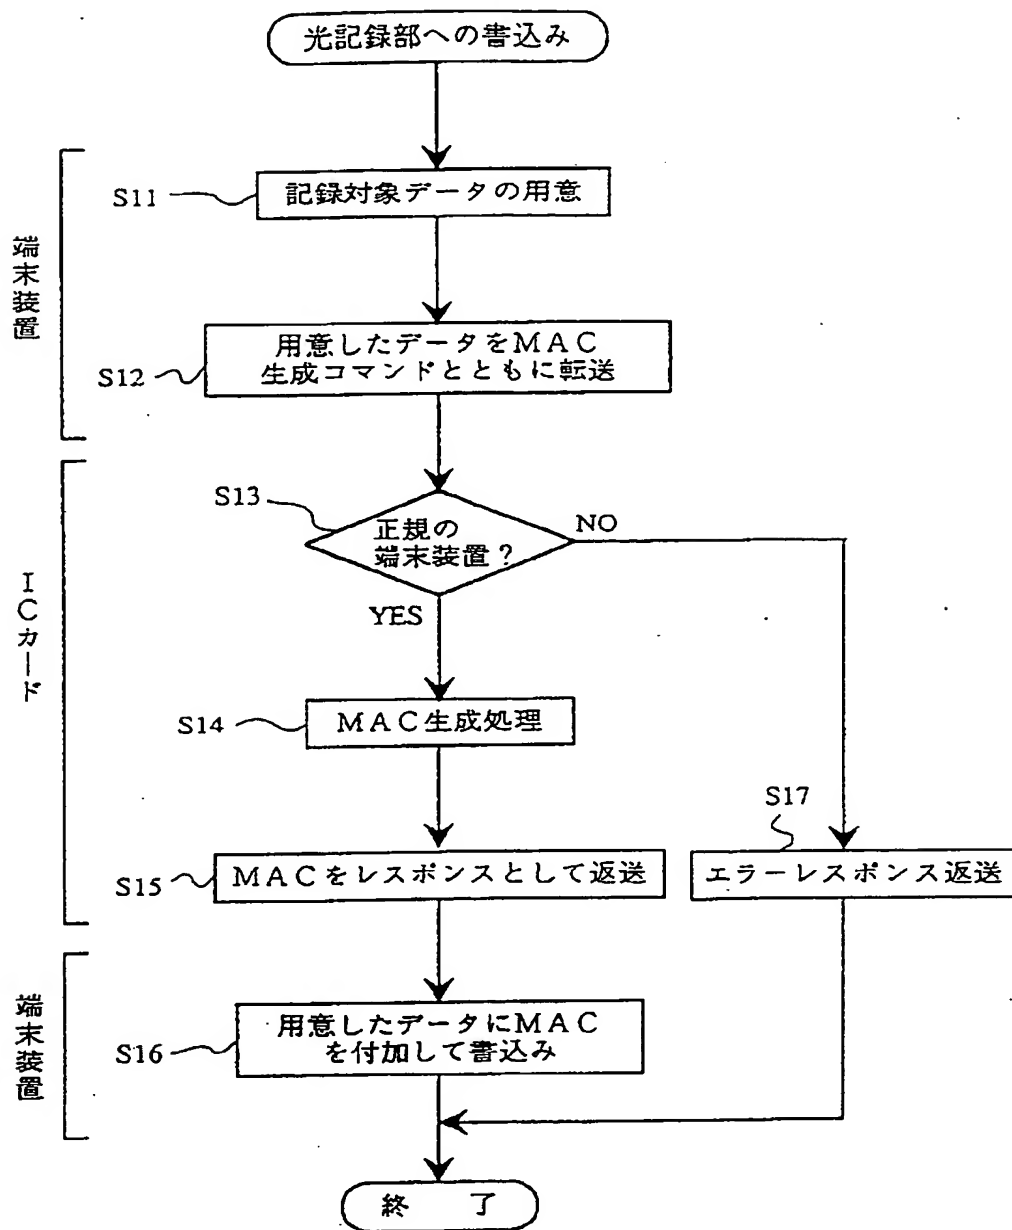 光記録部への書込み
端末装置
S11
記録対象データの用意
S12
用意したデータをMAC
生成コマンドとともに転送
ICカード
S13
正規の
端末装置?
NO
YES
S14
MAC生成処理
S17
S15
MACをレスポンスとして返送
エラーレスポンス返送
端末装置
S16
用意したデータにMAC
を付加して書込み
終 了